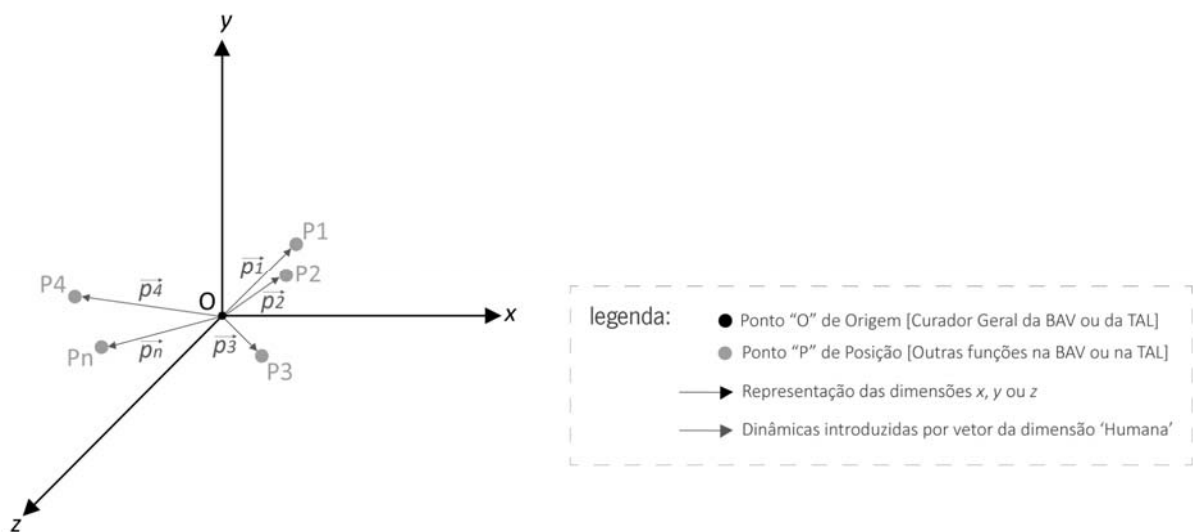 y
P1
p1
P2
P4
p4
O
p2
x
Pn
pn
p3
P3
z
legenda:
Ponto “O” de Origem [Curador Geral da BAV ou da TAL]
Ponto “P” de Posição [Outras funções na BAV ou na TAL]
Representação das dimensões x, y ou z
Dinâmicas introduzidas por vetor da dimensão ‘Humana’